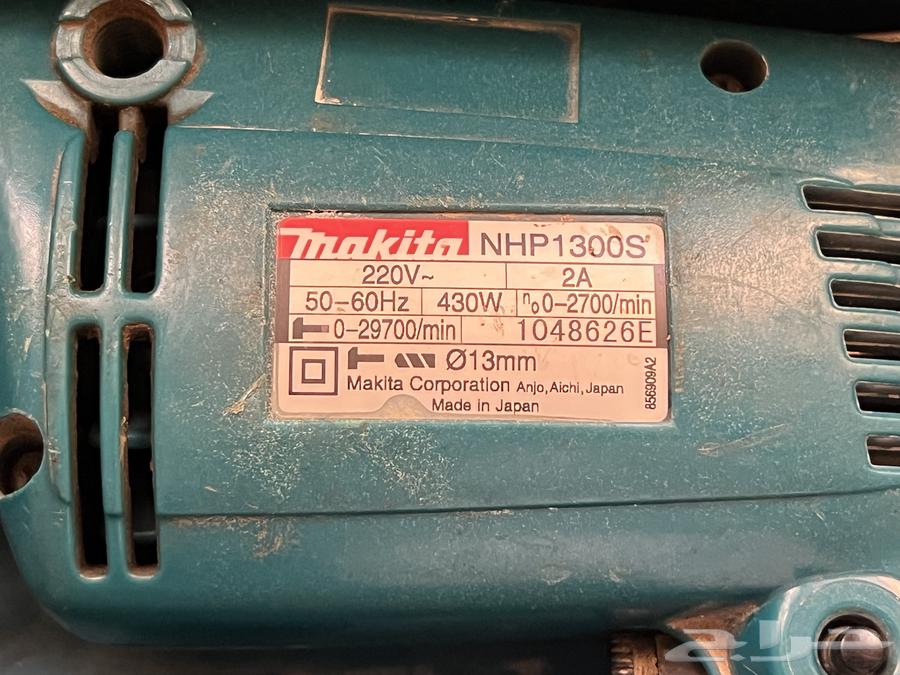 makita NHP1300S
220V~ 2A
50-60Hz 430W n₀0-2700/min
0-29700/min 1048626E
Ø13mm
Makita Corporation Anjo, Aichi, Japan
Made in Japan
856909A2
حراج